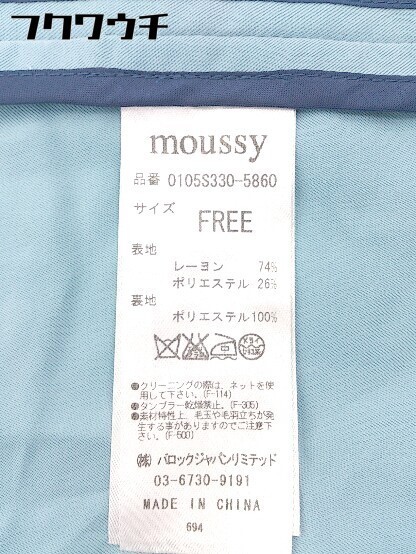 フクワウチ
moussy
品番 0105S330-5860
サイズ
FREE
表地
レーヨン 74%
ポリエステル 26%
裏地
ポリエステル100%
●クリーニングの際は、ネットを使
用して下さい。(F-114)
●タンブラー乾燥禁止。(F-305)
●素材特性上、毛玉や毛羽立ちが発
生する事がありますのでご注意下
さい。(F-500)
㈱バロックジャパンリミテッド
03-6730-9191
MADE IN CHINA
694